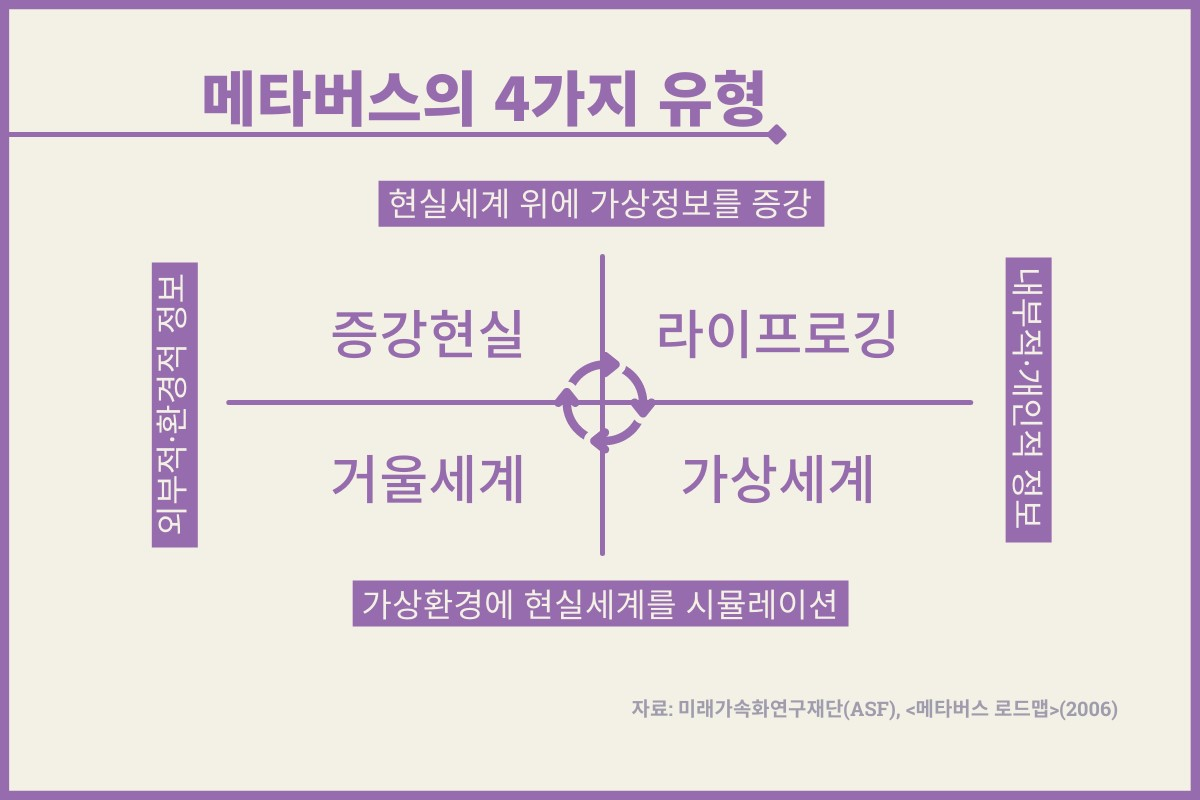 메타버스의 4가지 유형
현실세계 위에 가상정보를 증강
외부적·환경적 정보
증강현실
라이프로깅
내부적·개인적 정보
거울세계
가상세계
가상환경에 현실세계를 시뮬레이션
자료: 미래가속화연구재단(ASF), <메타버스 로드맵>(2006)